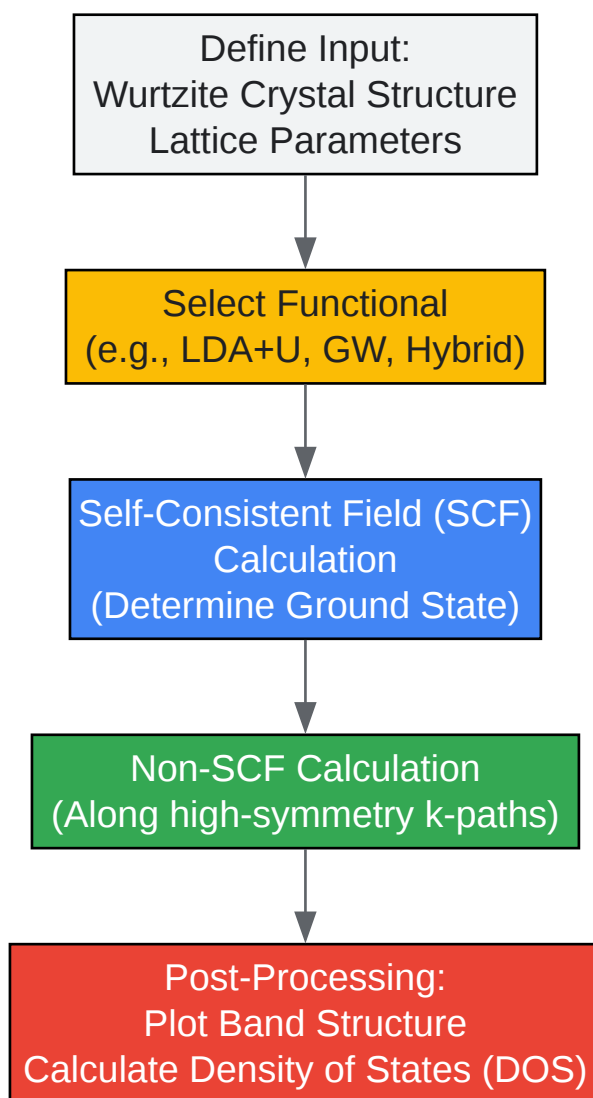 Define Input:
Wurtzite Crystal Structure
Lattice Parameters
Select Functional
(e.g., LDA+U, GW, Hybrid)
Self-Consistent Field (SCF)
Calculation
(Determine Ground State)
Non-SCF Calculation
(Along high-symmetry k-paths)
Post-Processing:
Plot Band Structure
Calculate Density of States (DOS)